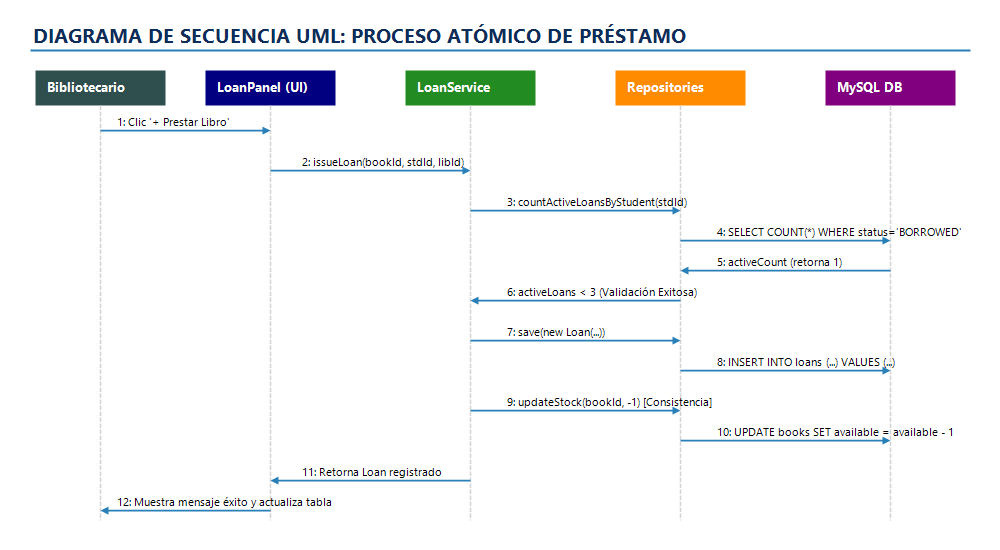 DIAGRAMA DE SECUENCIA UML: PROCESO ATÓMICO DE PRÉSTAMO
Bibliotecario
LoanPanel (UI)
LoanService
Repositories
MySQL DB
1: Clic '+ Prestar Libro'
2: issueLoan(bookId, stdId, libId)
3: countActiveLoansByStudent(stdId)
4: SELECT COUNT(*) WHERE status='BORROWED'
5: activeCount (retorna 1)
6: activeLoans < 3 (Validación Exitosa)
7: save(new Loan(...))
8: INSERT INTO loans (...) VALUES (...)
9: updateStock(bookId, -1) [Consistencia]
10: UPDATE books SET available = available - 1
11: Retorna Loan registrado
12: Muestra mensaje éxito y actualiza tabla